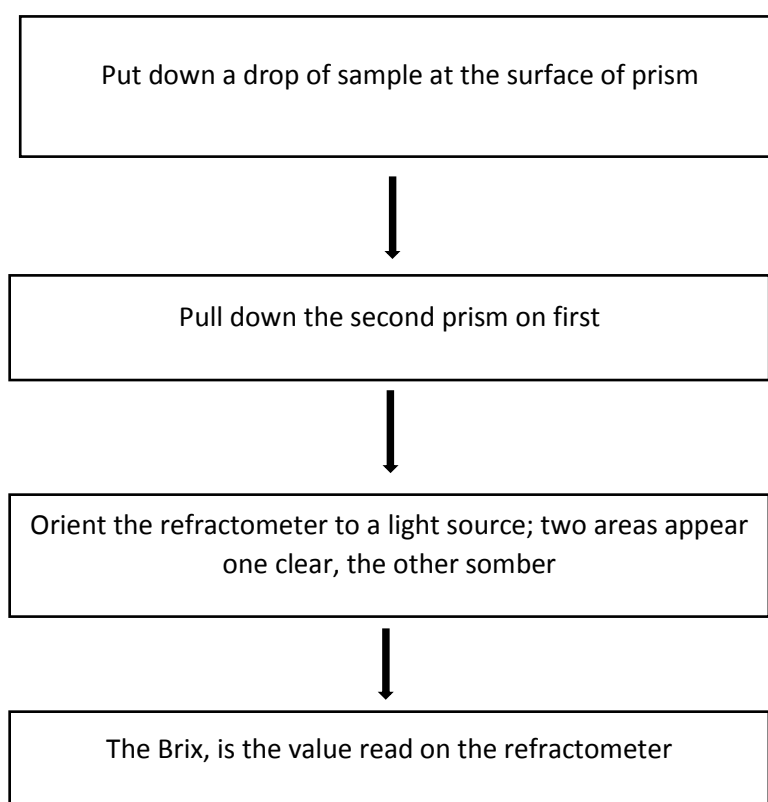 Put down a drop of sample at the surface of prism
Pull down the second prism on first
Orient the refractometer to a light source; two areas appear
one clear, the other somber
The Brix, is the value read on the refractometer